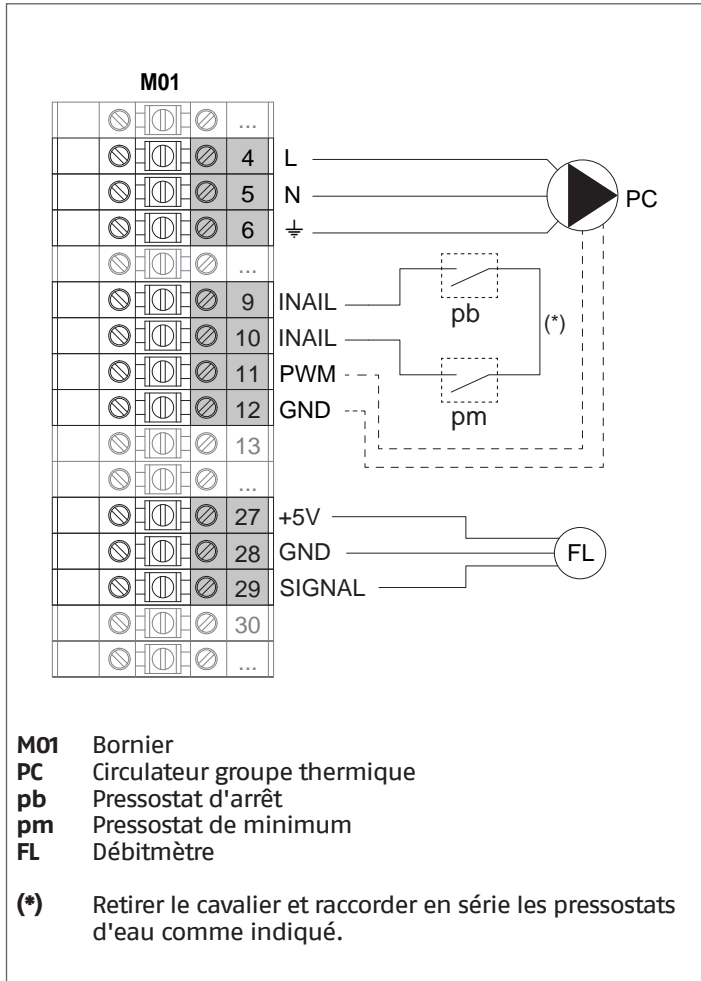 M01
...
4 L
5 N
6
PC
...
9 INAIL
pb
10 INAIL
(*)
11 PWM
pm
12 GND
13
...
27 +5V
28 GND
FL
29 SIGNAL
30
...
M01 Bornier
PC Circulateur groupe thermique
pb Pressostat d'arrêt
pm Pressostat de minimum
FL Débitmètre
(*) Retirer le cavalier et raccorder en série les pressostats
d'eau comme indiqué.